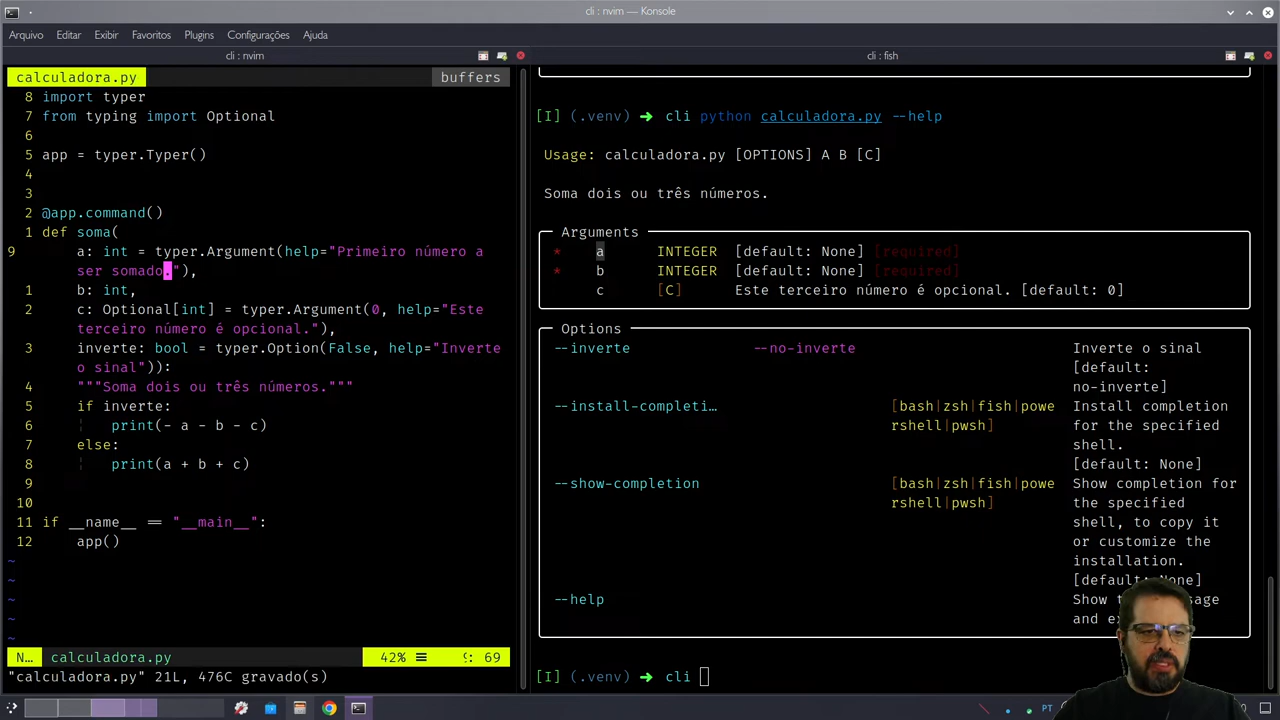 cli : nvim — Konsole
Arquivo Editar Exibir Favoritos Plugins Configurações Ajuda
cli : nvim
calculadora.py buffers
8 import typer
7 from typing import Optional
6
5 app = typer.Typer()
4
3
2 @app.command()
1 def soma(
9 a: int = typer.Argument(help="Primeiro número a
ser somado."),
1 b: int,
2 c: Optional[int] = typer.Argument(0, help="Este
terceiro número é opcional."),
3 inverte: bool = typer.Option(False, help="Inverte
o sinal")):
4 """Soma dois ou três números."""
5 if inverte:
6 print(- a - b - c)
7 else:
8 print(a + b + c)
9
10
11 if __name__ == "__main__":
12 app()
~
~
~
~
~
N… calculadora.py 42% ☰ : 69
"calculadora.py" 21L, 476C gravado(s)
cli : fish
[I] (.venv) ➜ cli python calculadora.py --help
Usage: calculadora.py [OPTIONS] A B [C]
Soma dois ou três números.
Arguments
* a INTEGER [default: None] [required]
* b INTEGER [default: None] [required]
c [C] Este terceiro número é opcional. [default: 0]
Options
--inverte --no-inverte Inverte o sinal
[default:
no-inverte]
--install-completi… [bash|zsh|fish|powe Install completion
rshell|pwsh] for the specified
shell.
[default: None]
--show-completion [bash|zsh|fish|powe Show completion for
rshell|pwsh] the specified
shell, to copy it
or customize the
installation.
[default: None]
--help Show
and
[I] (.venv) ➜ cli
PT